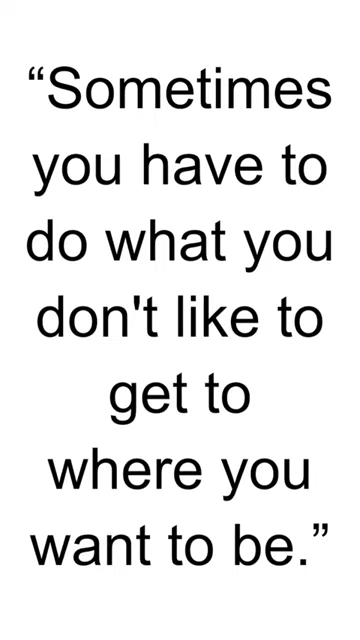 “Sometimes
you have to
do what you
don't like to
get to
where you
want to be.”